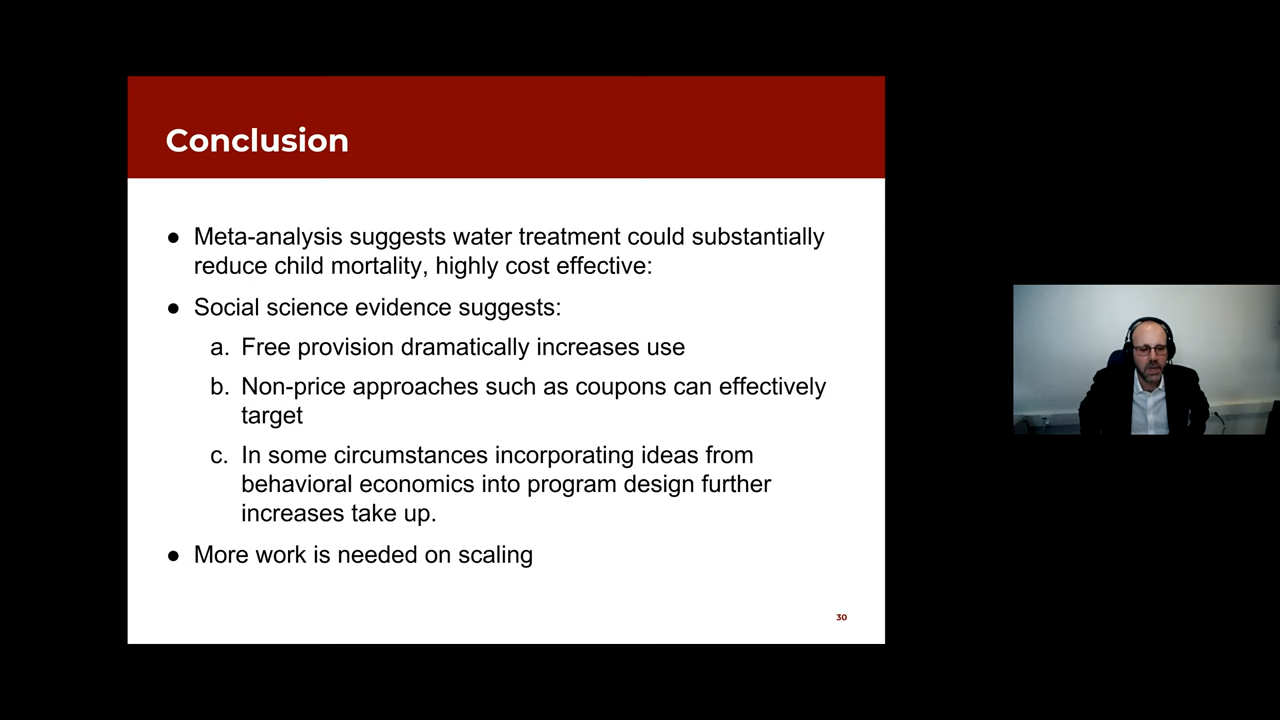 Conclusion
● Meta-analysis suggests water treatment could substantially
reduce child mortality, highly cost effective:
● Social science evidence suggests:
a. Free provision dramatically increases use
b. Non-price approaches such as coupons can effectively
target
c. In some circumstances incorporating ideas from
behavioral economics into program design further
increases take up.
● More work is needed on scaling
30